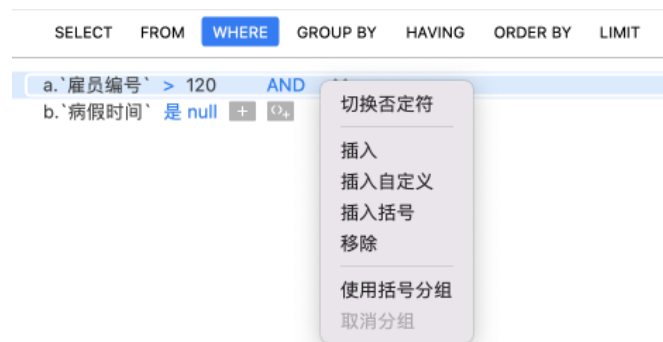 SELECT FROM WHERE GROUP BY HAVING ORDER BY LIMIT
a.`雇员编号` > 120 AND
b.`病假时间` 是 null + <>+
切换否定符
插入
插入自定义
插入括号
移除
使用括号分组
取消分组